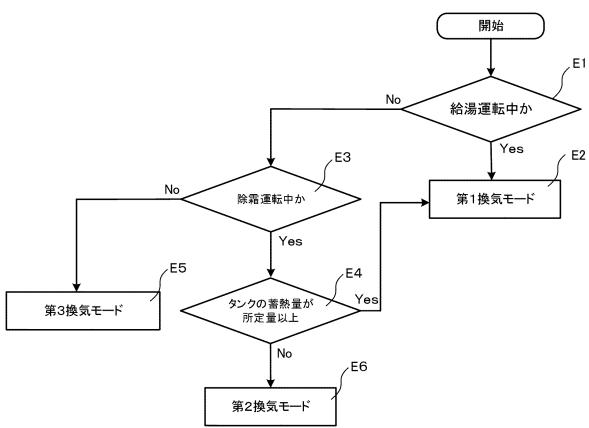 開始
E1
給湯運転中か
No
Yes
E2
第1換気モード
E3
除霜運転中か
No
Yes
E5
第3換気モード
E4
タンクの蓄熱量が
所定量以上
Yes
No
E6
第2換気モード